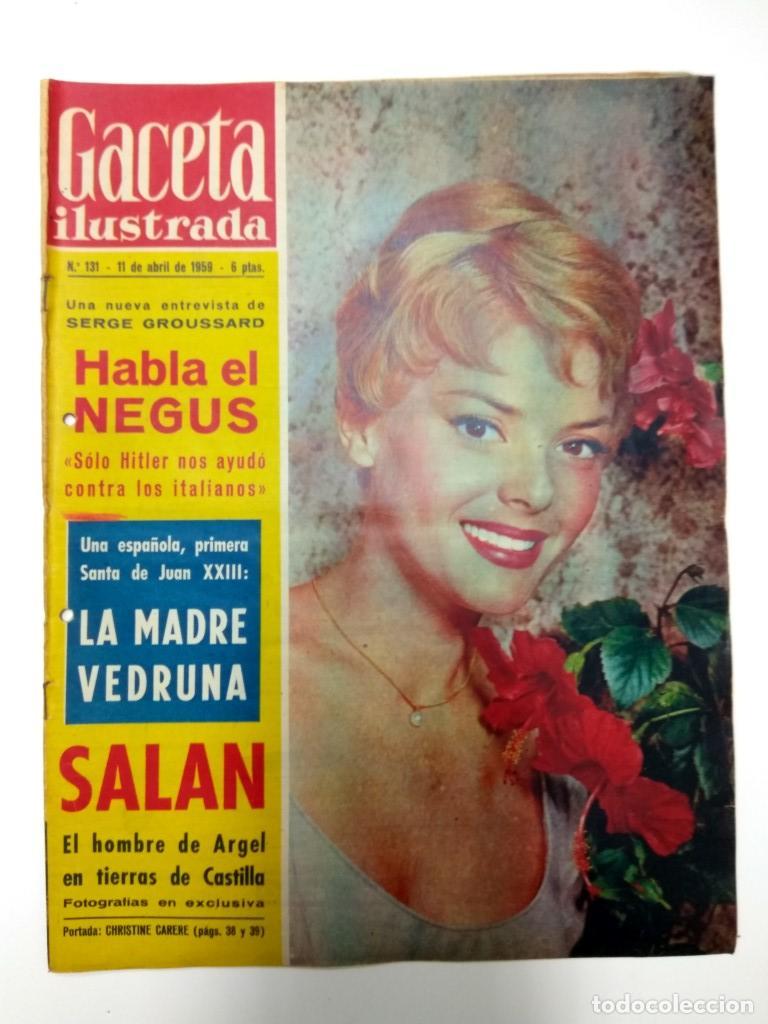 Gaceta
ilustrada
N.° 131 - 11 de abril de 1959 - 6 ptas.
Una nueva entrevista de
SERGE GROUSSARD
Habla el
NEGUS
«Sólo Hitler nos ayudó
contra los italianos»
Una española, primera
Santa de Juan XXIII:
LA MADRE
VEDRUNA
SALAN
El hombre de Argel
en tierras de Castilla
Fotografías en exclusiva
Portada: CHRISTINE CARERE (págs. 38 y 39)
todocoleccion